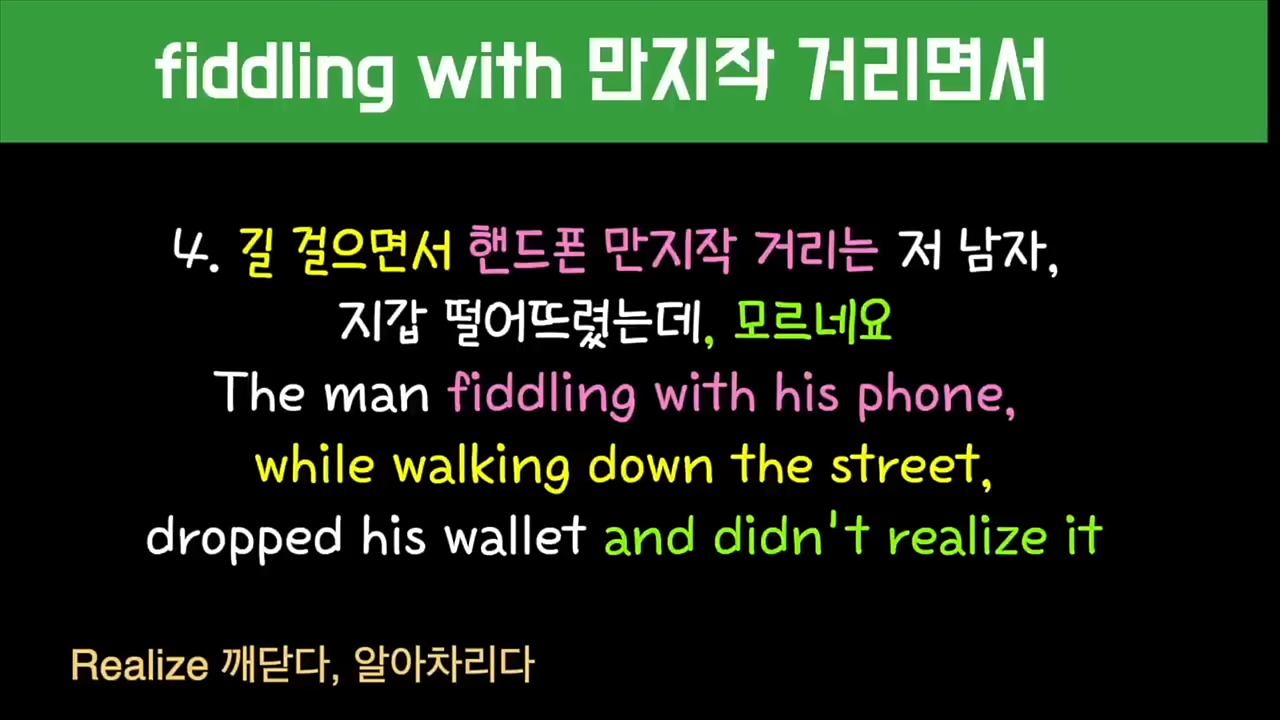 fiddling with 만지작 거리면서
4. 길 걸으면서 핸드폰 만지작 거리는 저 남자,
지갑 떨어뜨렸는데, 모르네요
The man fiddling with his phone,
while walking down the street,
dropped his wallet and didn't realize it
Realize 깨닫다, 알아차리다